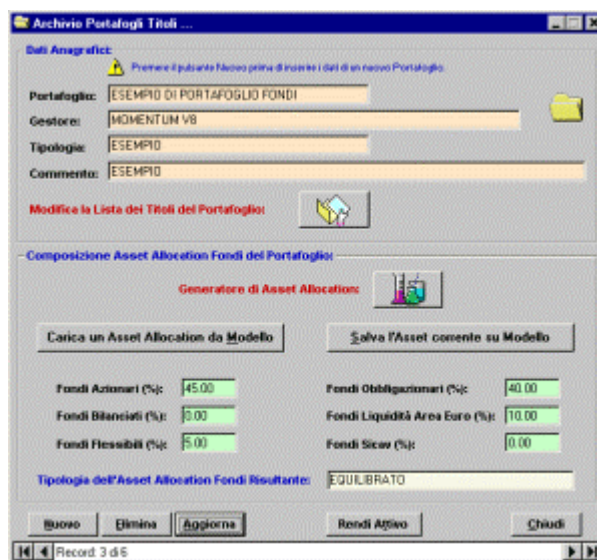 Archivio Portafogli Titoli ...
Dati Anagrafici:
Premere il pulsante Nuovo prima di inserire i dati di un nuovo Portafoglio.
Portafoglio: ESEMPIO DI PORTAFOGLIO FONDI
Gestore: MOMENTUM V8
Tipologia: ESEMPIO
Commento: ESEMPIO
Modifica la Lista dei Titoli del Portafoglio:
Composizione Asset Allocation Fondi del Portafoglio:
Generatore di Asset Allocation:
Carica un Asset Allocation da Modello Salva l'Asset corrente su Modello
Fondi Azionari (%): 45.00 Fondi Obbligazionari (%): 40.00
Fondi Bilanciati (%): 0.00 Fondi Liquidità Area Euro (%): 10.00
Fondi Flessibili (%): 5.00 Fondi Sicav (%): 0.00
Tipologia dell'Asset Allocation Fondi Risultante: EQUILIBRATO
Nuovo Elimina Aggiorna Rendi Attivo Chiudi
Record: 3 di 6